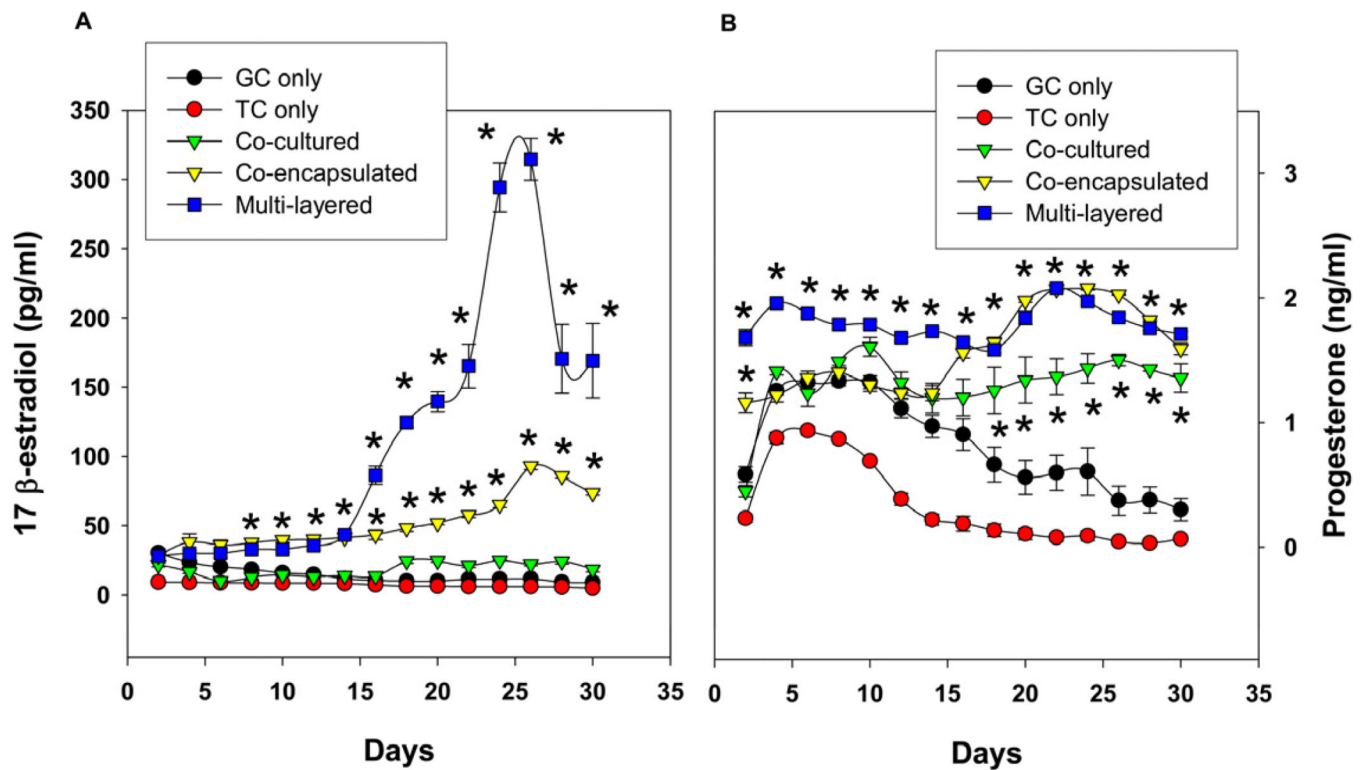 A
GC only
TC only
Co-cultured
Co-encapsulated
Multi-layered
350
300
250
200
150
100
50
0
17 β-estradiol (pg/ml)
* * * * * * * * *
* * * * * * * * * * * *
0 5 10 15 20 25 30 35
Days
B
GC only
TC only
Co-cultured
Co-encapsulated
Multi-layered
3
2
1
0
Progesterone (ng/ml)
* * * * * * * * * * * * * * *
* * * * * * * *
0 5 10 15 20 25 30 35
Days